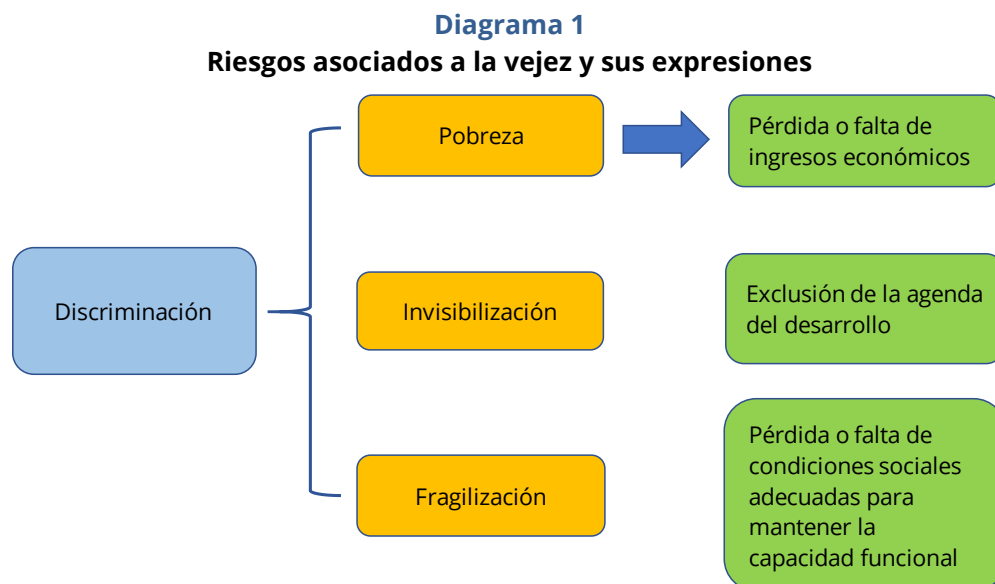 Diagrama 1
Riesgos asociados a la vejez y sus expresiones
Discriminación
Pobreza
Pérdida o falta de
ingresos económicos
Invisibilización
Exclusión de la agenda
del desarrollo
Fragilización
Pérdida o falta de
condiciones sociales
adecuadas para
mantener la
capacidad funcional